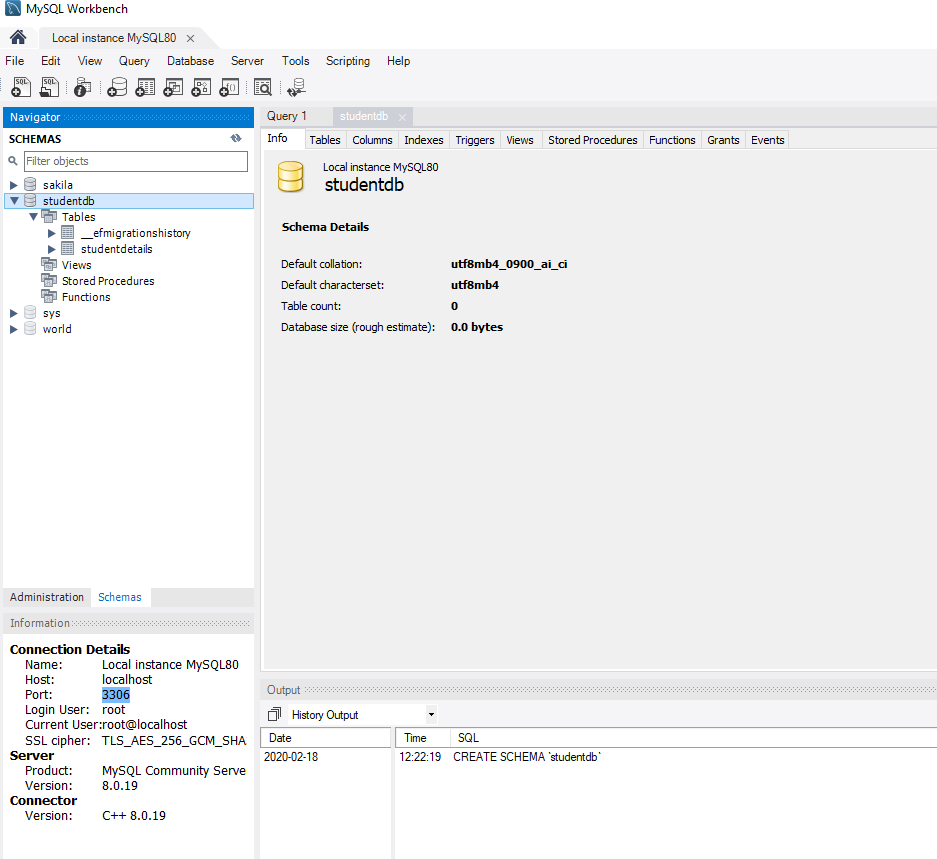 MySQL Workbench
Local instance MySQL80
File Edit View Query Database Server Tools Scripting Help
Navigator
SCHEMAS
Filter objects
sakila
studentdb
Tables
__efmigrationshistory
studentdetails
Views
Stored Procedures
Functions
sys
world
Administration Schemas
Information
Connection Details
Name: Local instance MySQL80
Host: localhost
Port: 3306
Login User: root
Current User: root@localhost
SSL cipher: TLS_AES_256_GCM_SHA
Server
Product: MySQL Community Serve
Version: 8.0.19
Connector
Version: C++ 8.0.19
Query 1 studentdb
Info Tables Columns Indexes Triggers Views Stored Procedures Functions Grants Events
Local instance MySQL80
studentdb
Schema Details
Default collation: utf8mb4_0900_ai_ci
Default characterset: utf8mb4
Table count: 0
Database size (rough estimate): 0.0 bytes
Output
History Output
Date Time SQL
2020-02-18 12:22:19 CREATE SCHEMA `studentdb`